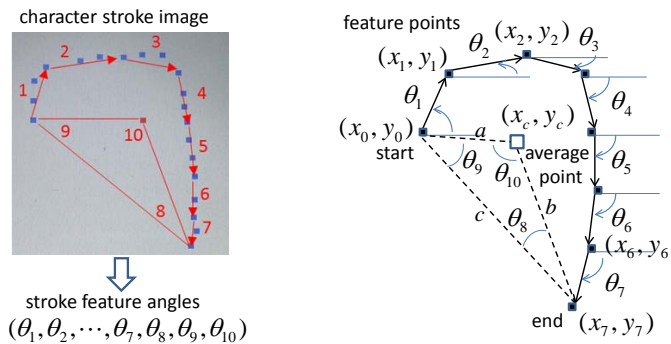 character stroke image
1
2
3
4
5
6
7
8
9
10
stroke feature angles
(θ₁,θ₂,⋯,θ₇,θ₈,θ₉,θ₁₀)
feature points
(x₂, y₂)
(x₁, y₁)
θ₂
θ₃
θ₁
θ₄
(x₀, y₀)
(x_c, y_c)
start
a
average
point
θ₉
θ₁₀
θ₅
c
b
θ₈
θ₆
(x₆, y₆)
θ₇
end
(x₇, y₇)